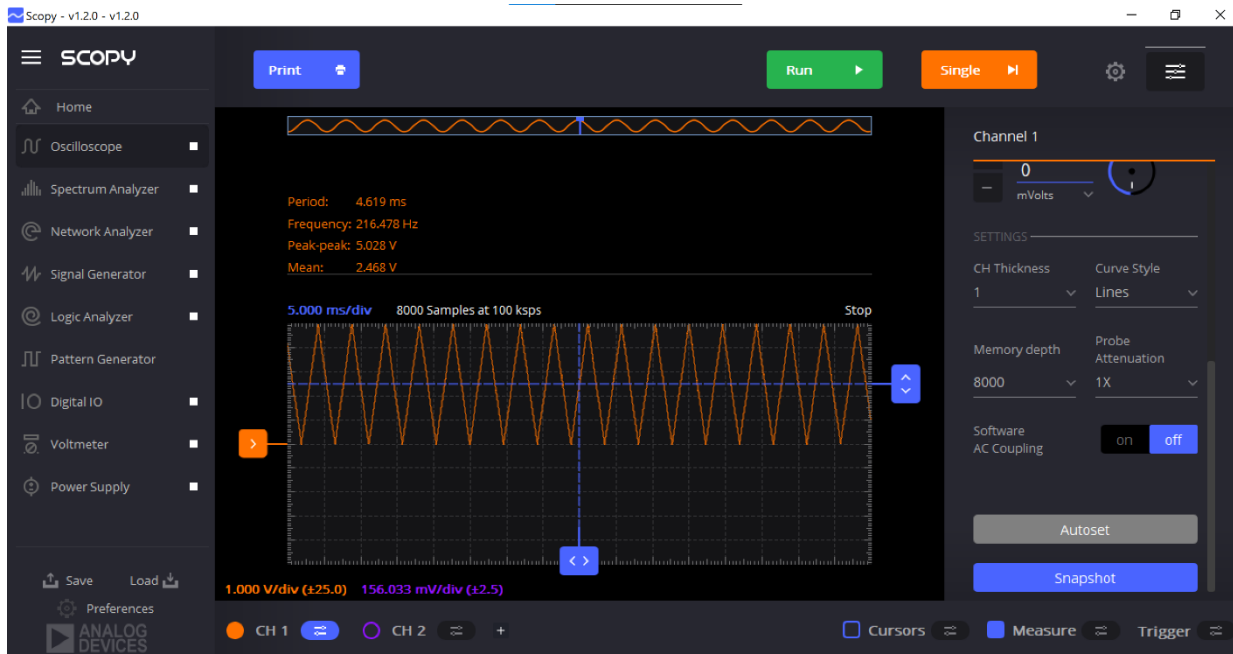 Scopy - v1.2.0 - v1.2.0
SCOPY
Print
Run
Single
Home
Oscilloscope
Spectrum Analyzer
Network Analyzer
Signal Generator
Logic Analyzer
Pattern Generator
Digital IO
Voltmeter
Power Supply
Save Load
Preferences
ANALOG
DEVICES
Period: 4.619 ms
Frequency: 216.478 Hz
Peak-peak: 5.028 V
Mean: 2.468 V
5.000 ms/div 8000 Samples at 100 ksps Stop
1.000 V/div (±25.0) 156.033 mV/div (±2.5)
CH 1 CH 2 + Cursors Measure Trigger
Channel 1
0
mVolts
SETTINGS
CH Thickness Curve Style
1 Lines
Memory depth Probe
Attenuation
8000 1X
Software
AC Coupling
on off
Autoset
Snapshot